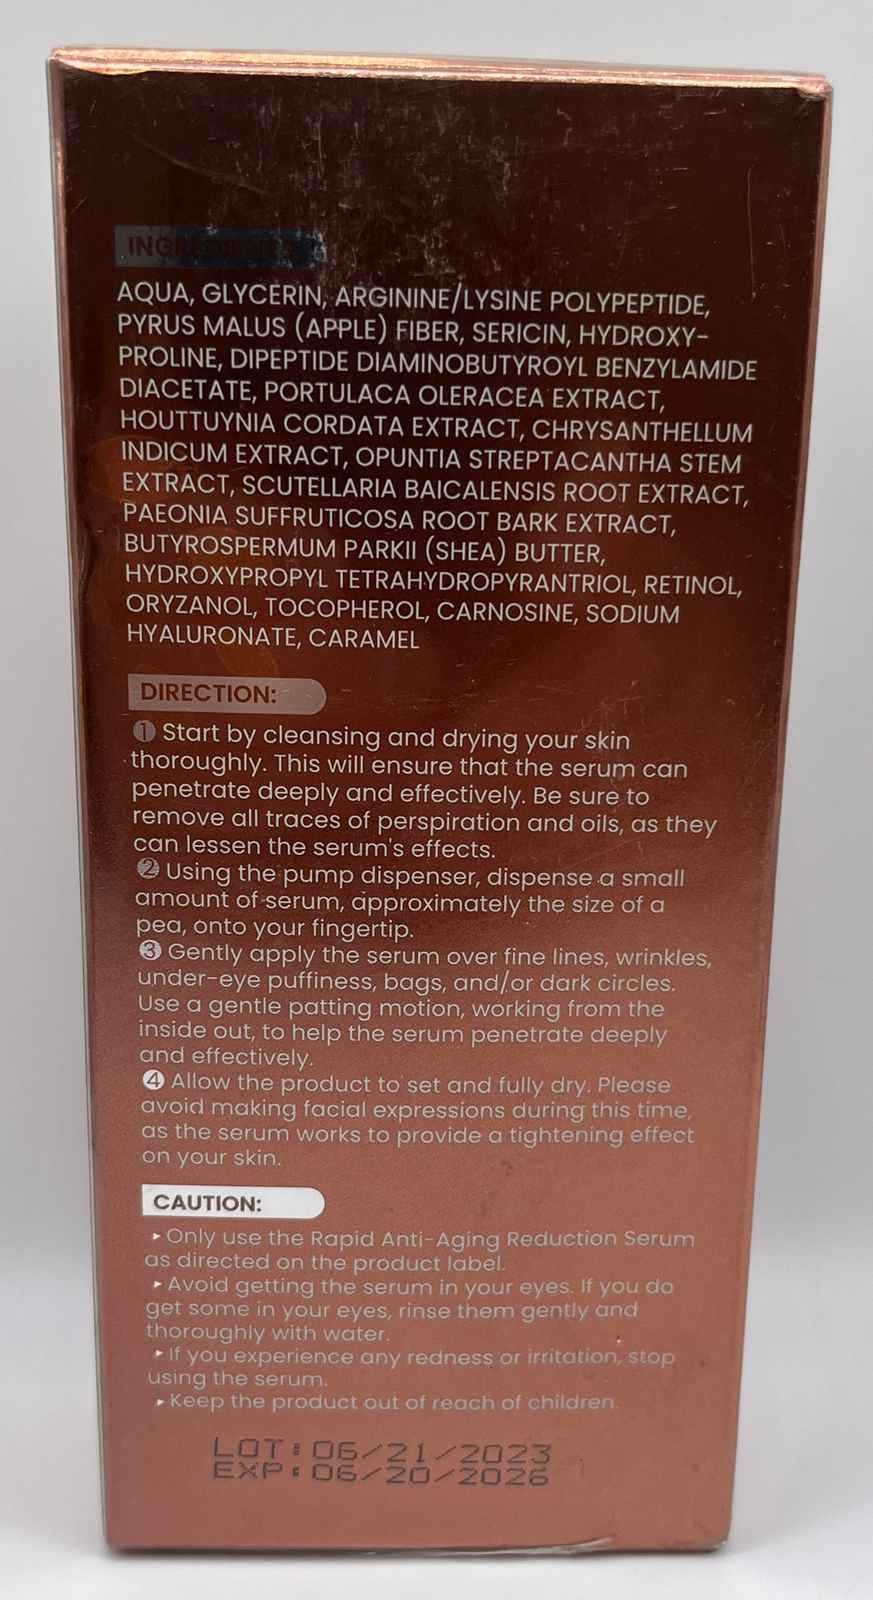 INGREDIENTS
AQUA, GLYCERIN, ARGININE/LYSINE POLYPEPTIDE,
PYRUS MALUS (APPLE) FIBER, SERICIN, HYDROXY-
PROLINE, DIPEPTIDE DIAMINOBUTYROYL BENZYLAMIDE
DIACETATE, PORTULACA OLERACEA EXTRACT,
HOUTTUYNIA CORDATA EXTRACT, CHRYSANTHELLUM
INDICUM EXTRACT, OPUNTIA STREPTACANTHA STEM
EXTRACT, SCUTELLARIA BAICALENSIS ROOT EXTRACT,
PAEONIA SUFFRUTICOSA ROOT BARK EXTRACT,
BUTYROSPERMUM PARKII (SHEA) BUTTER,
HYDROXYPROPYL TETRAHYDROPYRANTRIOL, RETINOL,
ORYZANOL, TOCOPHEROL, CARNOSINE, SODIUM
HYALURONATE, CARAMEL
DIRECTION:
① Start by cleansing and drying your skin
thoroughly. This will ensure that the serum can
penetrate deeply and effectively. Be sure to
remove all traces of perspiration and oils, as they
can lessen the serum's effects.
② Using the pump dispenser, dispense a small
amount of serum, approximately the size of a
pea, onto your fingertip.
③ Gently apply the serum over fine lines, wrinkles,
under-eye puffiness, bags, and/or dark circles.
Use a gentle patting motion, working from the
inside out, to help the serum penetrate deeply
and effectively.
④ Allow the product to set and fully dry. Please
avoid making facial expressions during this time,
as the serum works to provide a tightening effect
on your skin.
CAUTION:
▸ Only use the Rapid Anti-Aging Reduction Serum
as directed on the product label.
▸ Avoid getting the serum in your eyes. If you do
get some in your eyes, rinse them gently and
thoroughly with water.
▸ If you experience any redness or irritation, stop
using the serum.
▸ Keep the product out of reach of children.
LOT:06/21/2023
EXP:06/20/2026